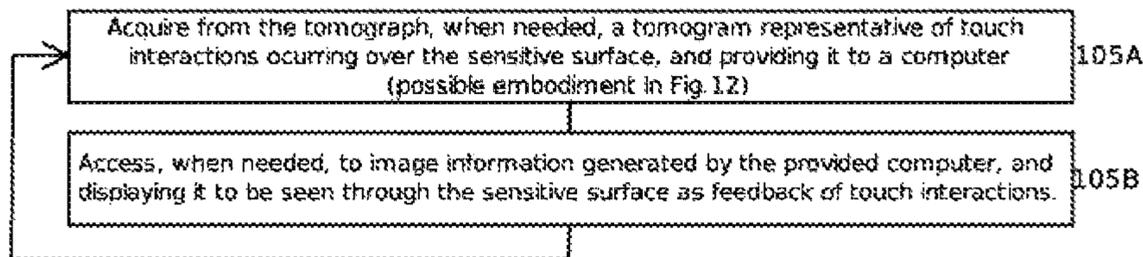 Acquire from the tomograph, when needed, a tomogram representative of touch
interactions ocurring over the sensitive surface, and providing it to a computer
(possible embodiment in Fig. 12)
105A
Access, when needed, to image information generated by the provided computer, and
displaying it to be seen through the sensitive surface as feedback of touch interactions.
105B